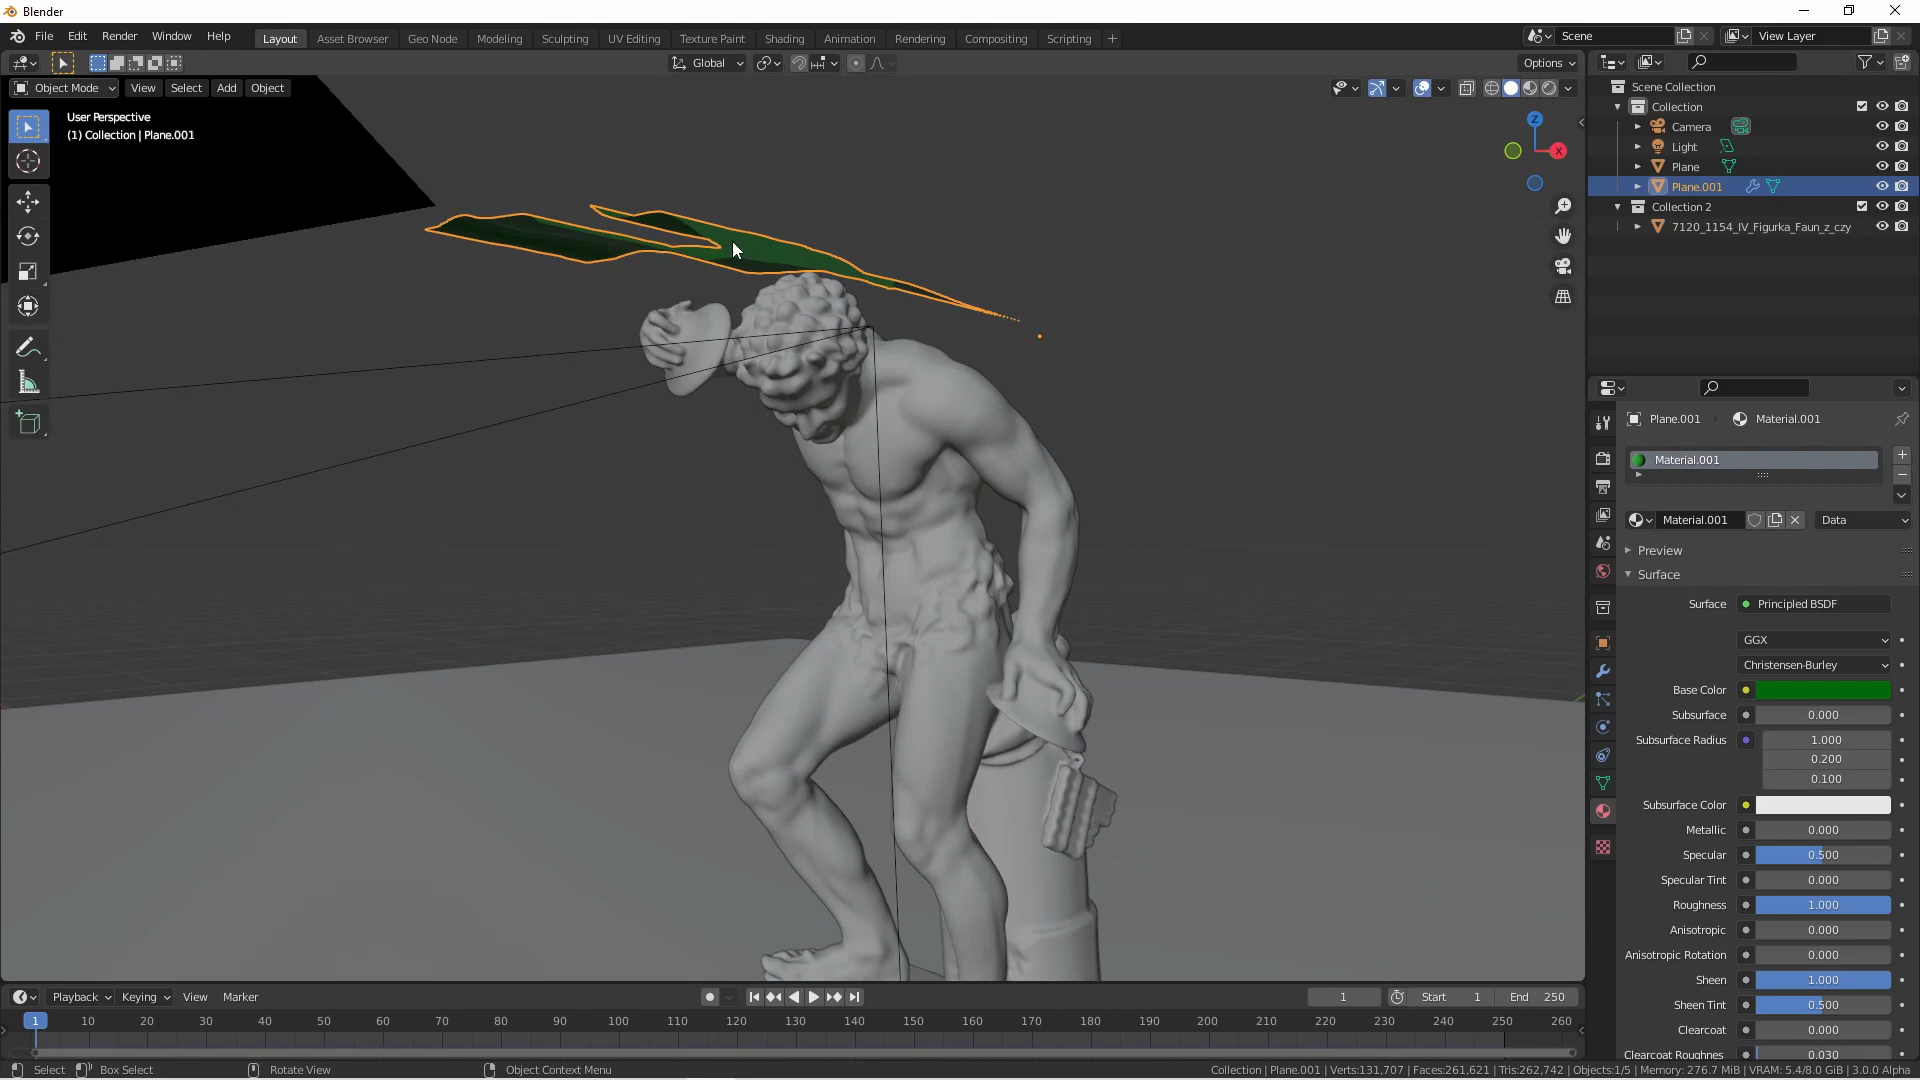 Blender
File Edit Render Window Help
Layout Asset Browser Geo Node Modeling Sculpting UV Editing Texture Paint Shading Animation Rendering Compositing Scripting
Scene
View Layer
Global
Options
Object Mode View Select Add Object
User Perspective
(1) Collection | Plane.001
Z
X
Scene Collection
Collection
Camera
Light
Plane
Plane.001
Collection 2
7120_1154_IV_Figurka_Faun_z_czy
Plane.001 Material.001
Material.001
Material.001 Data
Preview
Surface
Surface Principled BSDF
GGX
Christensen-Burley
Base Color
Subsurface 0.000
Subsurface Radius 1.000
0.200
0.100
Subsurface Color
Metallic 0.000
Specular 0.500
Specular Tint 0.000
Roughness 1.000
Anisotropic 0.000
Anisotropic Rotation 0.000
Sheen 1.000
Sheen Tint 0.500
Clearcoat 0.000
Clearcoat Roughnes 0.030
Playback Keying View Marker
1 Start 1 End 250
1 10 20 30 40 50 60 70 80 90 100 110 120 130 140 150 160 170 180 190 200 210 220 230 240 250 260
Select Box Select Rotate View Object Context Menu
Collection | Plane.001 | Verts:131,707 | Faces:261,621 | Tris:262,742 | Objects:1/5 | Memory: 276.7 MiB | VRAM: 5.4/8.0 GiB | 3.0.0 Alpha